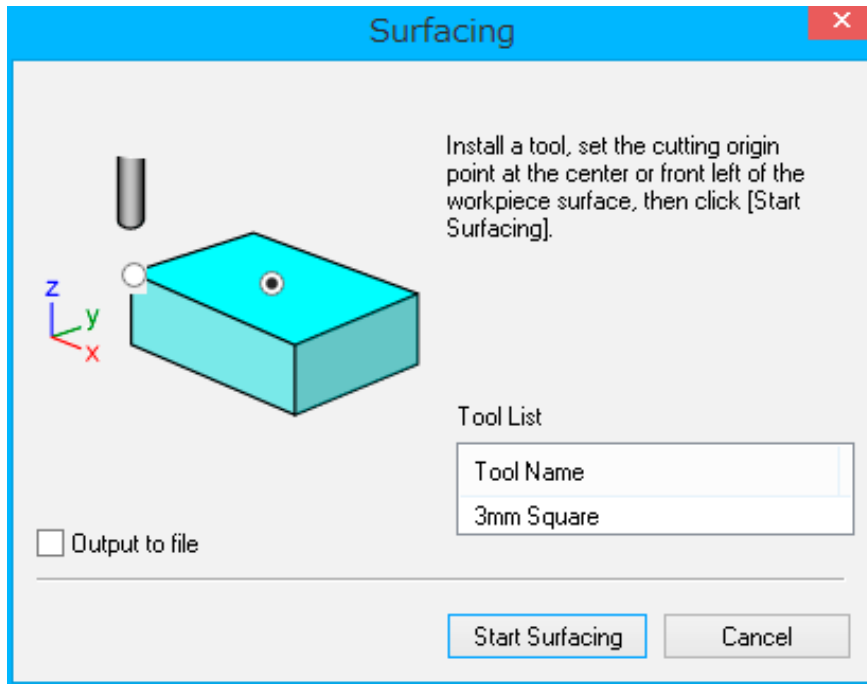 Surfacing
Install a tool, set the cutting origin
point at the center or front left of the
workpiece surface, then click [Start
Surfacing].
z
y
x
Tool List
Tool Name
3mm Square
Output to file
Start Surfacing
Cancel